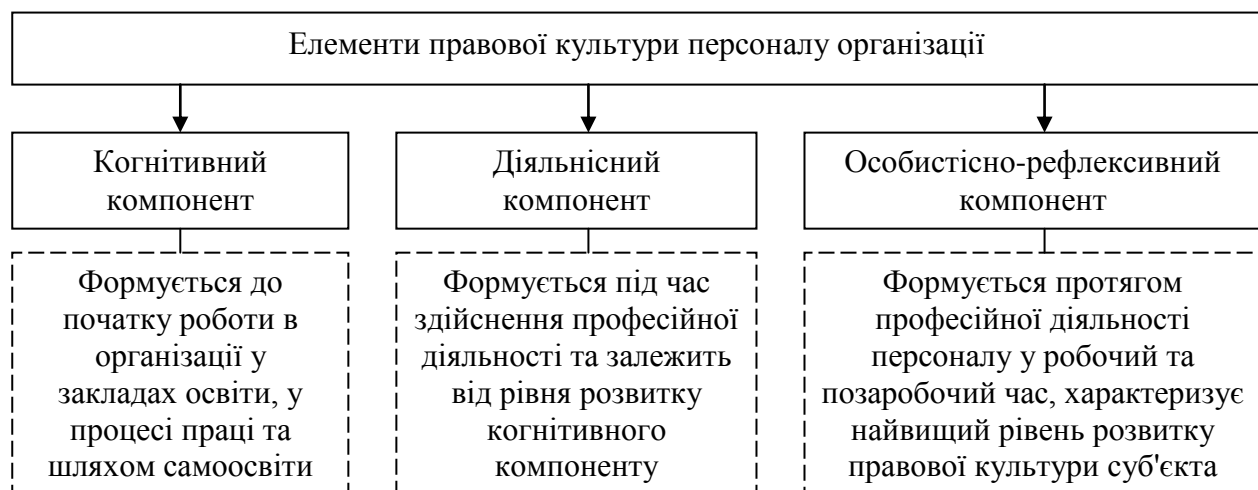 Елементи правової культури персоналу організації
Когнітивний
компонент
Діяльнісний
компонент
Особистісно-рефлексивний
компонент
Формується до
початку роботи в
організації у
закладах освіти, у
процесі праці та
шляхом самоосвіти
Формується під час
здійснення професійної
діяльності та залежить
від рівня розвитку
когнітивного
компоненту
Формується протягом
професійної діяльності
персоналу у робочий та
позаробочий час, характеризує
найвищий рівень розвитку
правової культури суб'єкта